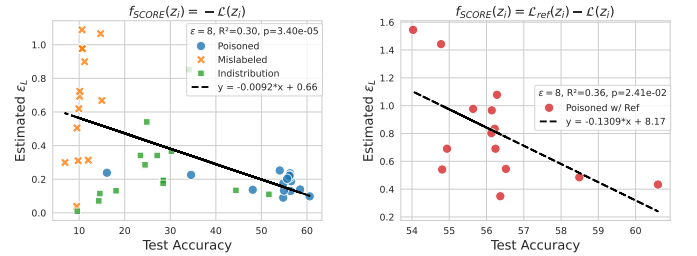 f_SCORE(z_i) = −ℒ(z_i)
Estimated ε_L
1.0
0.8
0.6
0.4
0.2
0.0
ε = 8, R²=0.30, p=3.40e-05
Poisoned
Mislabeled
Indistribution
y = -0.0092*x + 0.66
10 20 30 40 50 60
Test Accuracy
f_SCORE(z_i) = ℒ_ref(z_i) − ℒ(z_i)
Estimated ε_L
1.6
1.4
1.2
1.0
0.8
0.6
0.4
0.2
ε = 8, R²=0.36, p=2.41e-02
Poisoned w/ Ref
y = -0.1309*x + 8.17
54 55 56 57 58 59 60
Test Accuracy